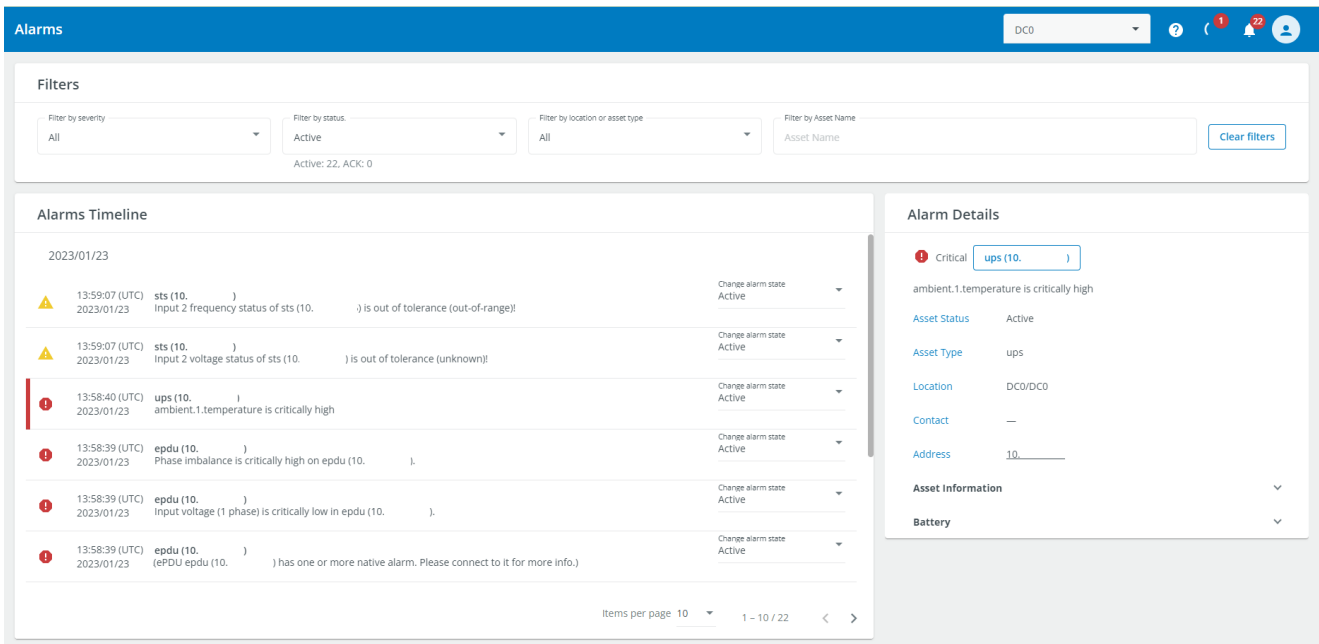 Alarms
DC0
1
22
Filters
Filter by severity
All
Filter by status.
Active
Active: 22, ACK: 0
Filter by location or asset type
All
Filter by Asset Name
Asset Name
Clear filters
Alarms Timeline
2023/01/23
13:59:07 (UTC) sts (10. )
2023/01/23 Input 2 frequency status of sts (10. ) is out of tolerance (out-of-range)!
Change alarm state
Active
13:59:07 (UTC) sts (10. )
2023/01/23 Input 2 voltage status of sts (10. ) is out of tolerance (unknown)!
Change alarm state
Active
13:58:40 (UTC) ups (10. )
2023/01/23 ambient.1.temperature is critically high
Change alarm state
Active
13:58:39 (UTC) epdu (10. )
2023/01/23 Phase imbalance is critically high on epdu (10. ).
Change alarm state
Active
13:58:39 (UTC) epdu (10. )
2023/01/23 Input voltage (1 phase) is critically low in epdu (10. ).
Change alarm state
Active
13:58:39 (UTC) epdu (10. )
2023/01/23 (ePDU epdu (10. ) has one or more native alarm. Please connect to it for more info.)
Change alarm state
Active
Items per page 10 1 – 10 / 22
Alarm Details
Critical ups (10. )
ambient.1.temperature is critically high
Asset Status Active
Asset Type ups
Location DC0/DC0
Contact —
Address 10.
Asset Information
Battery